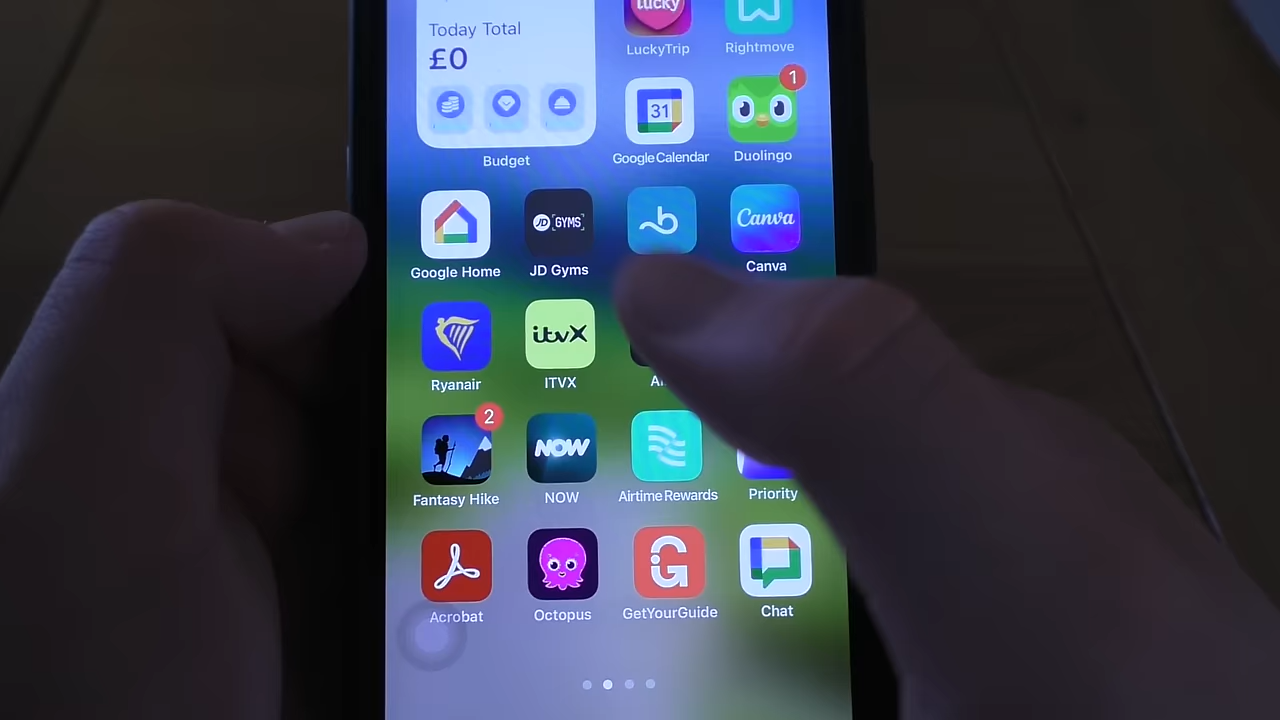 Today Total
£0
Budget
lucky
LuckyTrip
Rightmove
31
Google Calendar
1
Duolingo
Google Home
JD GYMS
JD Gyms
Canva
Canva
Ryanair
itvX
ITVX
2
Fantasy Hike
NOW
NOW
Airtime Rewards
Priority
Acrobat
Octopus
G
GetYourGuide
Chat